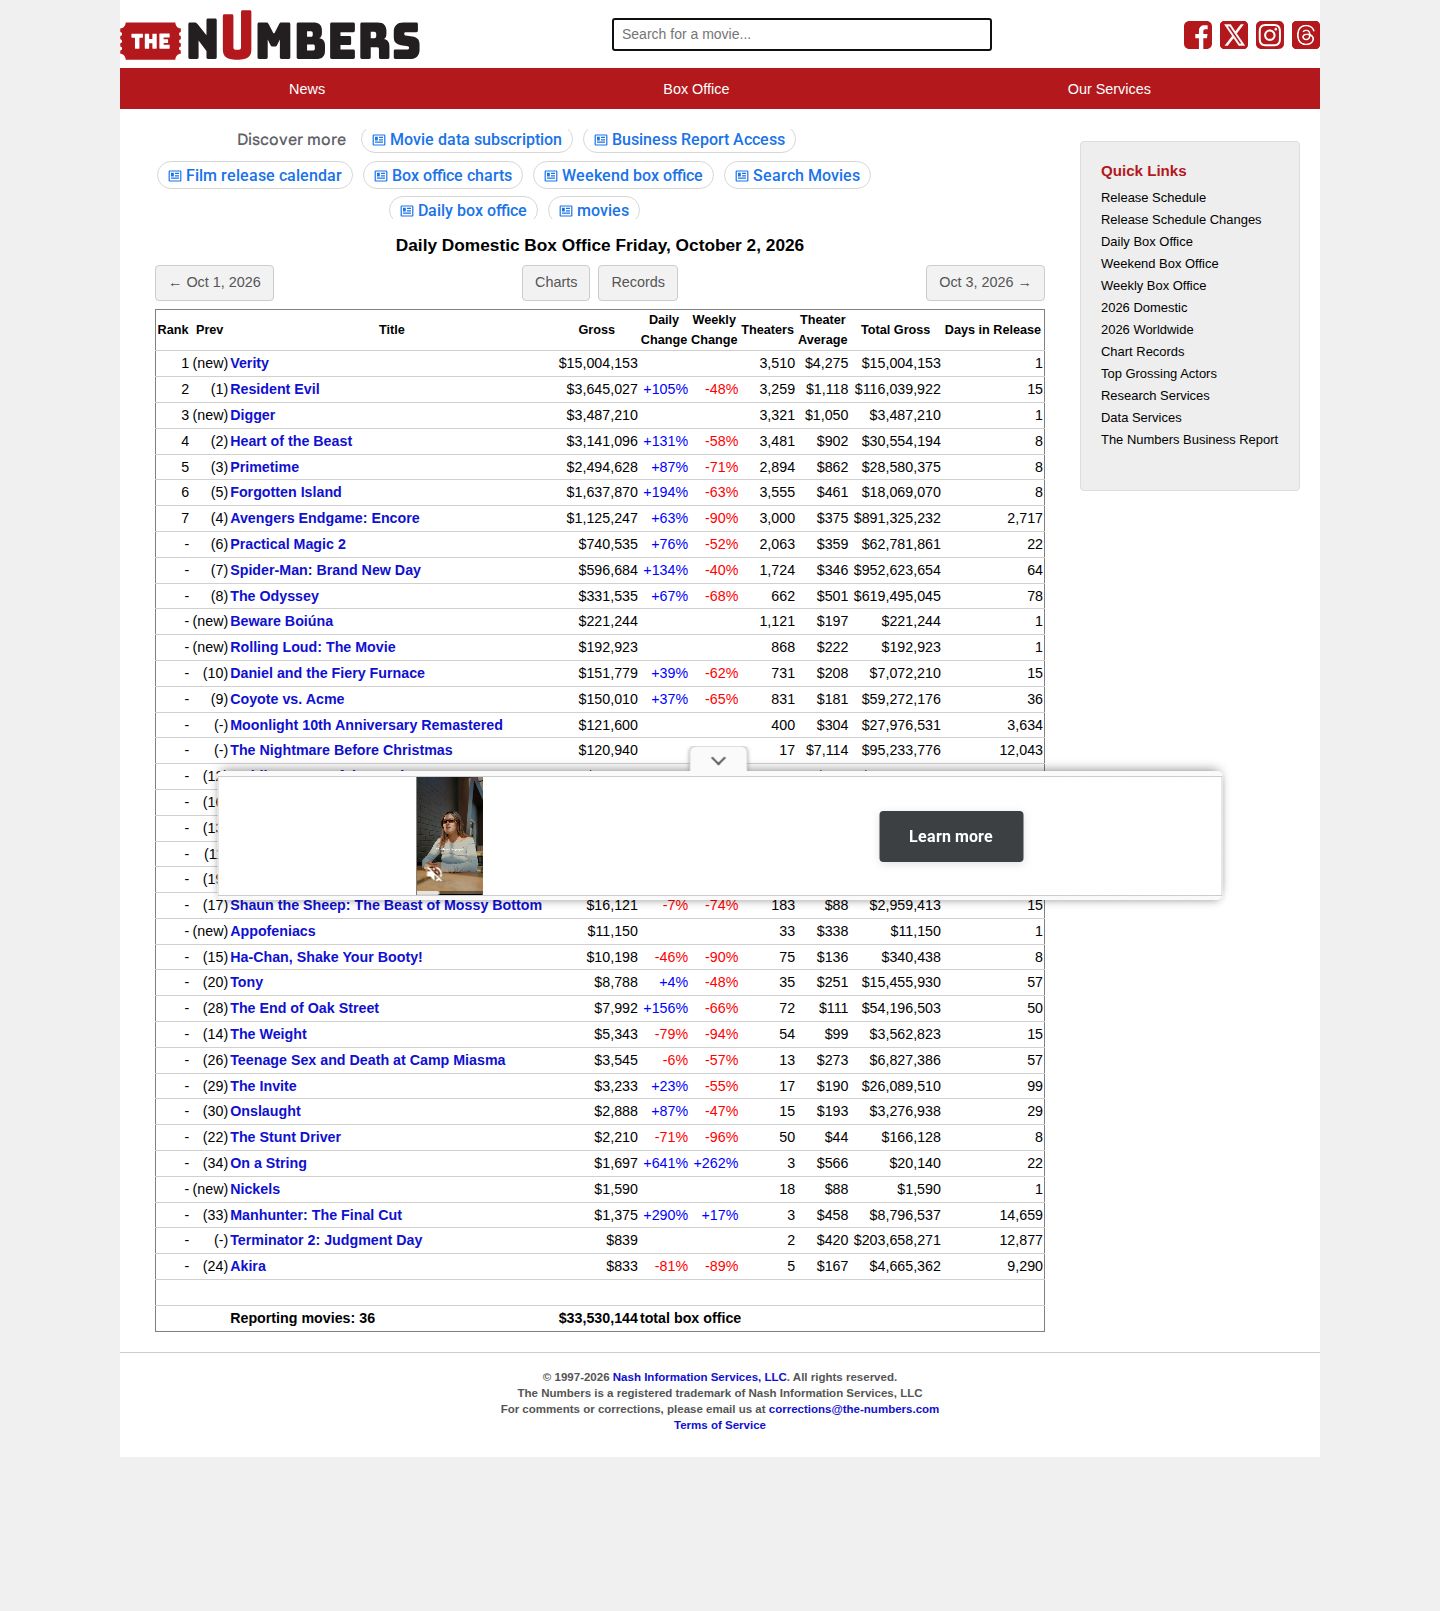 THE NUMBERS
Search for a movie...
News Box Office Our Services
Discover more Movie data subscription Business Report Access
Film release calendar Box office charts Weekend box office Search Movies
Daily box office movies
Daily Domestic Box Office Friday, October 2, 2026
← Oct 1, 2026 Charts Records Oct 3, 2026 →
Rank Prev Title Gross Daily Change Weekly Change Theaters Theater Average Total Gross Days in Release
1 (new) Verity $15,004,153 3,510 $4,275 $15,004,153 1
2 (1) Resident Evil $3,645,027 +105% -48% 3,259 $1,118 $116,039,922 15
3 (new) Digger $3,487,210 3,321 $1,050 $3,487,210 1
4 (2) Heart of the Beast $3,141,096 +131% -58% 3,481 $902 $30,554,194 8
5 (3) Primetime $2,494,628 +87% -71% 2,894 $862 $28,580,375 8
6 (5) Forgotten Island $1,637,870 +194% -63% 3,555 $461 $18,069,070 8
7 (4) Avengers Endgame: Encore $1,125,247 +63% -90% 3,000 $375 $891,325,232 2,717
- (6) Practical Magic 2 $740,535 +76% -52% 2,063 $359 $62,781,861 22
- (7) Spider-Man: Brand New Day $596,684 +134% -40% 1,724 $346 $952,623,654 64
- (8) The Odyssey $331,535 +67% -68% 662 $501 $619,495,045 78
- (new) Beware Boiúna $221,244 1,121 $197 $221,244 1
- (new) Rolling Loud: The Movie $192,923 868 $222 $192,923 1
- (10) Daniel and the Fiery Furnace $151,779 +39% -62% 731 $208 $7,072,210 15
- (9) Coyote vs. Acme $150,010 +37% -65% 831 $181 $59,272,176 36
- (-) Moonlight 10th Anniversary Remastered $121,600 400 $304 $27,976,531 3,634
- (-) The Nightmare Before Christmas $120,940 17 $7,114 $95,233,776 12,043
-
-
-
-
-
Learn more
- (17) Shaun the Sheep: The Beast of Mossy Bottom $16,121 -7% -74% 183 $88 $2,959,413 15
- (new) Appofeniacs $11,150 33 $338 $11,150 1
- (15) Ha-Chan, Shake Your Booty! $10,198 -46% -90% 75 $136 $340,438 8
- (20) Tony $8,788 +4% -48% 35 $251 $15,455,930 57
- (28) The End of Oak Street $7,992 +156% -66% 72 $111 $54,196,503 50
- (14) The Weight $5,343 -79% -94% 54 $99 $3,562,823 15
- (26) Teenage Sex and Death at Camp Miasma $3,545 -6% -57% 13 $273 $6,827,386 57
- (29) The Invite $3,233 +23% -55% 17 $190 $26,089,510 99
- (30) Onslaught $2,888 +87% -47% 15 $193 $3,276,938 29
- (22) The Stunt Driver $2,210 -71% -96% 50 $44 $166,128 8
- (34) On a String $1,697 +641% +262% 3 $566 $20,140 22
- (new) Nickels $1,590 18 $88 $1,590 1
- (33) Manhunter: The Final Cut $1,375 +290% +17% 3 $458 $8,796,537 14,659
- (-) Terminator 2: Judgment Day $839 2 $420 $203,658,271 12,877
- (24) Akira $833 -81% -89% 5 $167 $4,665,362 9,290
Reporting movies: 36 $33,530,144 total box office
Quick Links
Release Schedule
Release Schedule Changes
Daily Box Office
Weekend Box Office
Weekly Box Office
2026 Domestic
2026 Worldwide
Chart Records
Top Grossing Actors
Research Services
Data Services
The Numbers Business Report
© 1997-2026 Nash Information Services, LLC. All rights reserved.
The Numbers is a registered trademark of Nash Information Services, LLC
For comments or corrections, please email us at corrections@the-numbers.com
Terms of Service